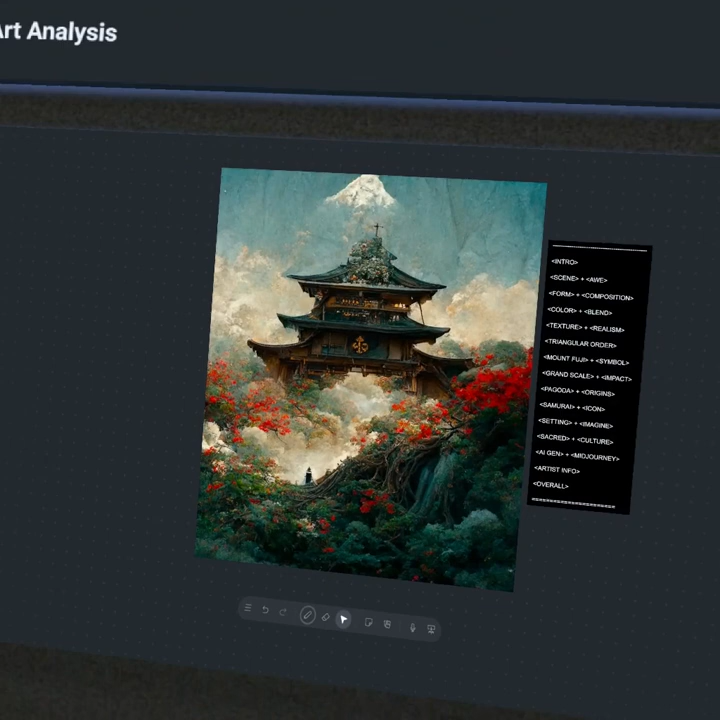 Art Analysis
<INTRO>
<SCENE> + <AWE>
<FORM> + <COMPOSITION>
<COLOR> + <BLEND>
<TEXTURE> + <REALISM>
<TRIANGULAR ORDER>
<MOUNT FUJI> + <SYMBOL>
<GRAND SCALE> + <IMPACT>
<PAGODA> + <ORIGINS>
<SAMURAI> + <ICON>
<SETTING> + <IMAGINE>
<SACRED> + <CULTURE>
<AI GEN> + <MIDJOURNEY>
<ARTIST INFO>
<OVERALL>